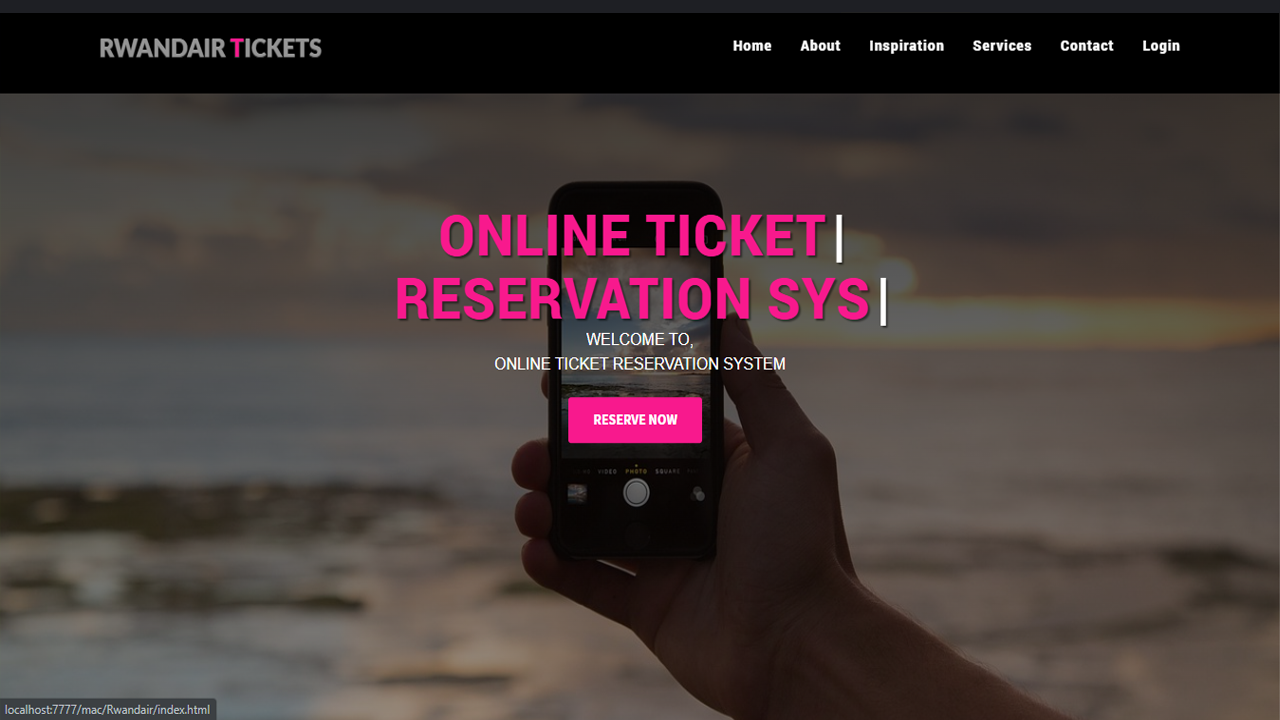 RWANDAIR TICKETS
Home About Inspiration Services Contact Login
ONLINE TICKET|
RESERVATION SYS|
WELCOME TO,
ONLINE TICKET RESERVATION SYSTEM
RESERVE NOW
VIDEO PHOTO SQUARE
localhost:7777/mac/Rwandair/index.html